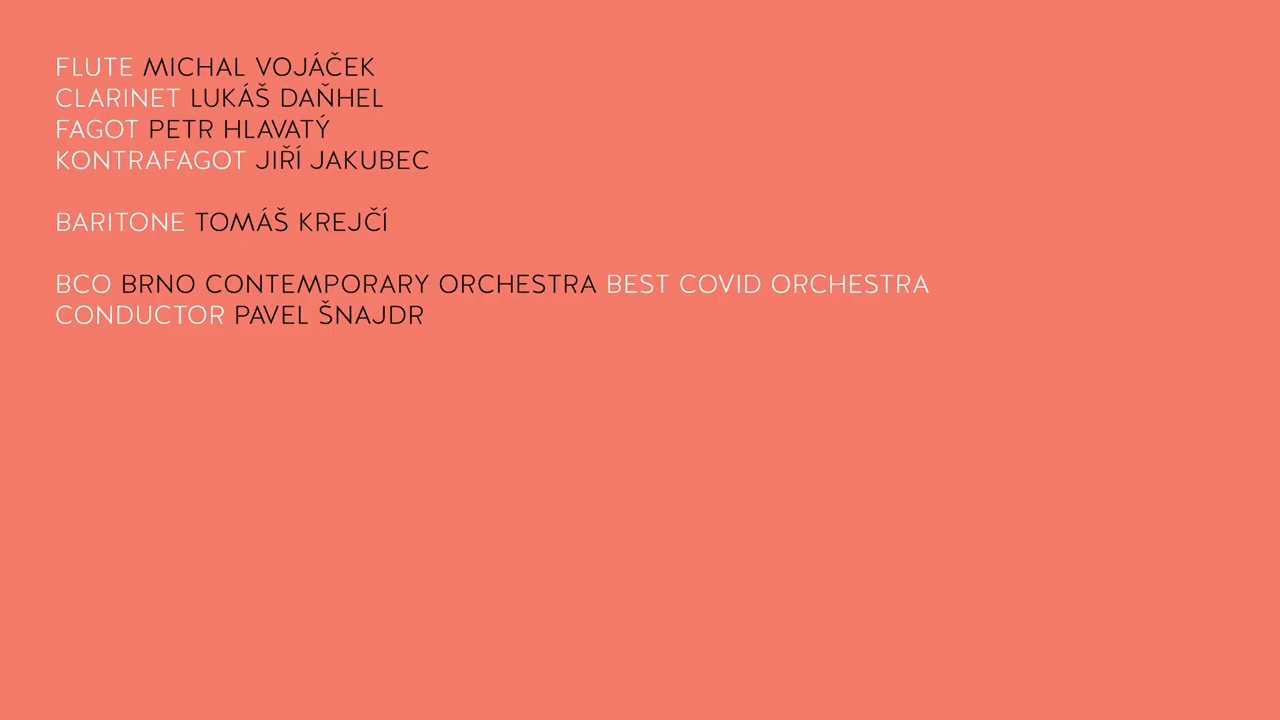 FLUTE MICHAL VOJÁČEK
CLARINET LUKÁŠ DAŇHEL
FAGOT PETR HLAVATÝ
KONTRAFAGOT JIŘÍ JAKUBEC
BARITONE TOMÁŠ KREJČÍ
BCO BRNO CONTEMPORARY ORCHESTRA BEST COVID ORCHESTRA
CONDUCTOR PAVEL ŠNAJDR